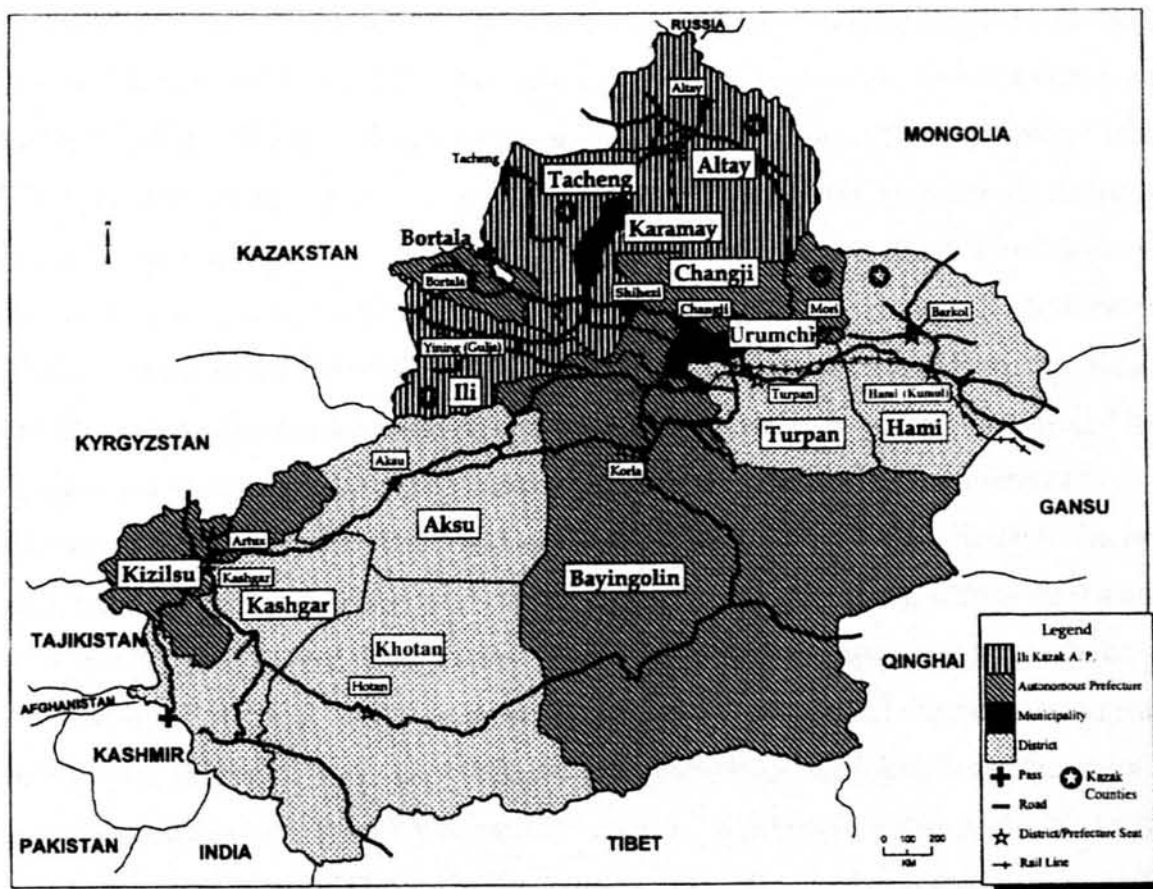 RUSSIA
Altay
MONGOLIA
Tacheng
Tacheng
Altay
KAZAKSTAN
Bortala
Karamay
Changji
Bortala
Shihezi
Changji
Mori
Barkol
Urumchi
Yining (Gulja)
Ili
Turpan
Hami (Kumul)
Turpan
Hami
KYRGYZSTAN
Aksu
Korla
GANSU
Aksu
Artux
Kizilsu
Kashgar
Kashgar
Bayingolin
TAJIKISTAN
Khotan
QINGHAI
Hotan
AFGHANISTAN
KASHMIR
PAKISTAN
INDIA
TIBET
0 100 200
KM
Legend
Ili Kazak A. P.
Autonomous Prefecture
Municipality
District
Pass
Kazak
Counties
Road
District/Prefecture Seat
Rail Line